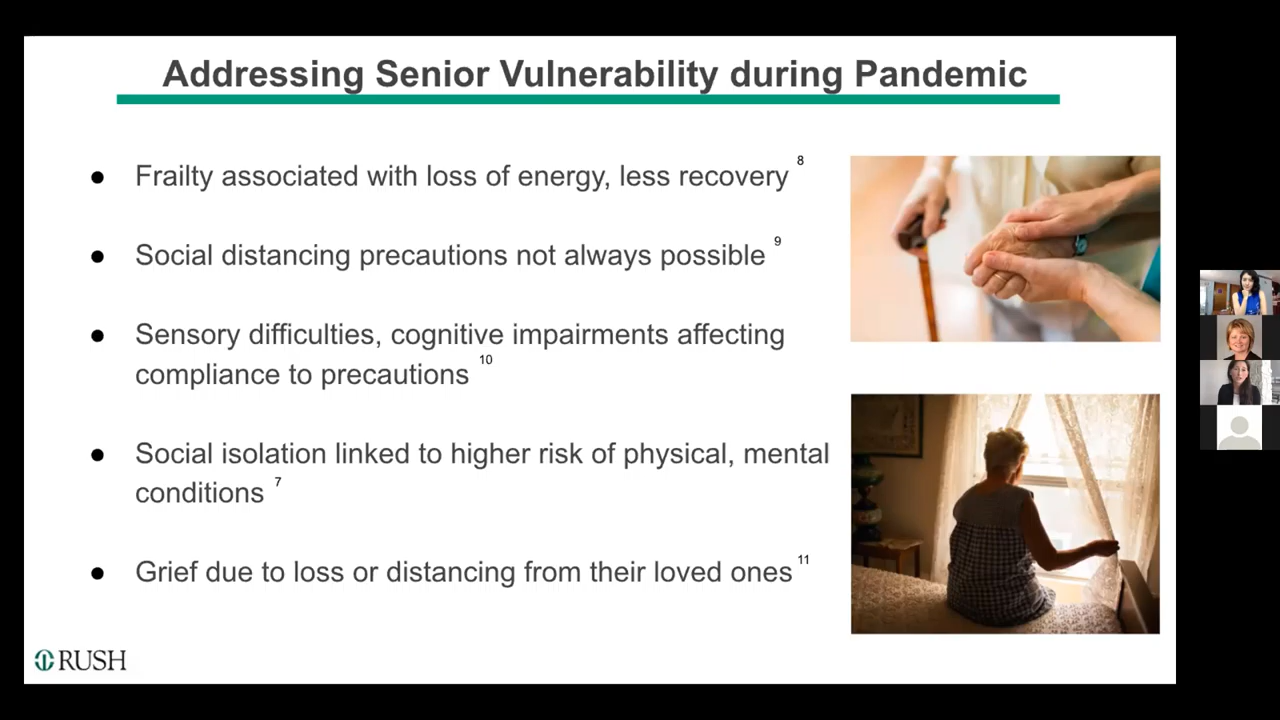 Addressing Senior Vulnerability during Pandemic
● Frailty associated with loss of energy, less recovery 8
● Social distancing precautions not always possible 9
● Sensory difficulties, cognitive impairments affecting
compliance to precautions 10
● Social isolation linked to higher risk of physical, mental
conditions 7
● Grief due to loss or distancing from their loved ones 11
RUSH